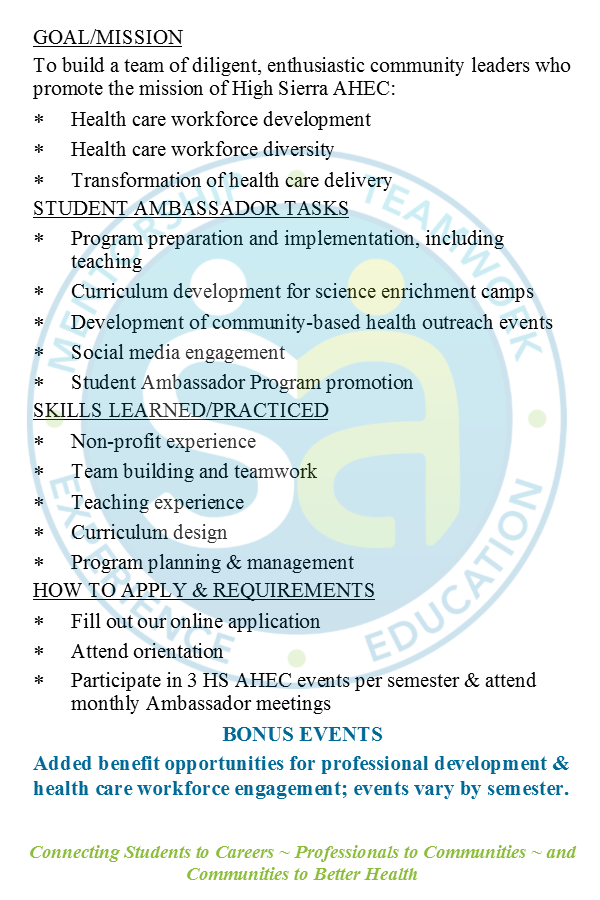 GOAL/MISSION
To build a team of diligent, enthusiastic community leaders who
promote the mission of High Sierra AHEC:
* Health care workforce development
* Health care workforce diversity
* Transformation of health care delivery
STUDENT AMBASSADOR TASKS
* Program preparation and implementation, including
teaching
* Curriculum development for science enrichment camps
* Development of community-based health outreach events
* Social media engagement
* Student Ambassador Program promotion
SKILLS LEARNED/PRACTICED
* Non-profit experience
* Team building and teamwork
* Teaching experience
* Curriculum design
* Program planning & management
HOW TO APPLY & REQUIREMENTS
* Fill out our online application
* Attend orientation
* Participate in 3 HS AHEC events per semester & attend
monthly Ambassador meetings
BONUS EVENTS
Added benefit opportunities for professional development &
health care workforce engagement; events vary by semester.
Connecting Students to Careers ~ Professionals to Communities ~ and
Communities to Better Health
MENTORSHIP
TEAMWORK
EXPERIENCE
EDUCATION
sa